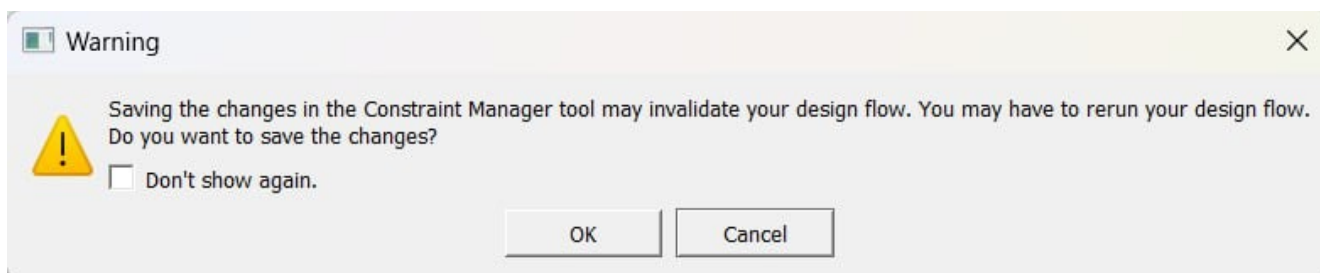 Warning
Saving the changes in the Constraint Manager tool may invalidate your design flow. You may have to rerun your design flow.
Do you want to save the changes?
Don't show again.
OK
Cancel